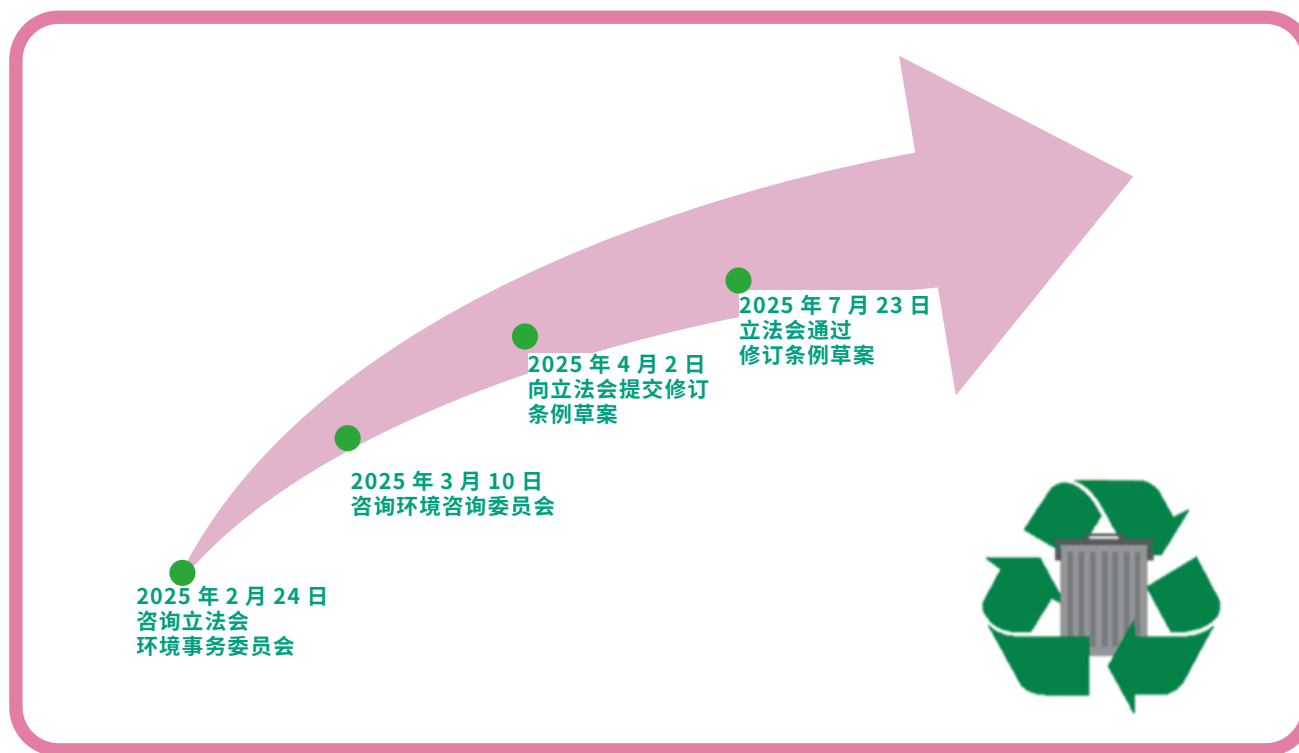 2025 年 2 月 24 日
咨询立法会
环境事务委员会
2025 年 3 月 10 日
咨询环境咨询委员会
2025 年 4 月 2 日
向立法会提交修订
条例草案
2025 年 7 月 23 日
立法会通过
修订条例草案